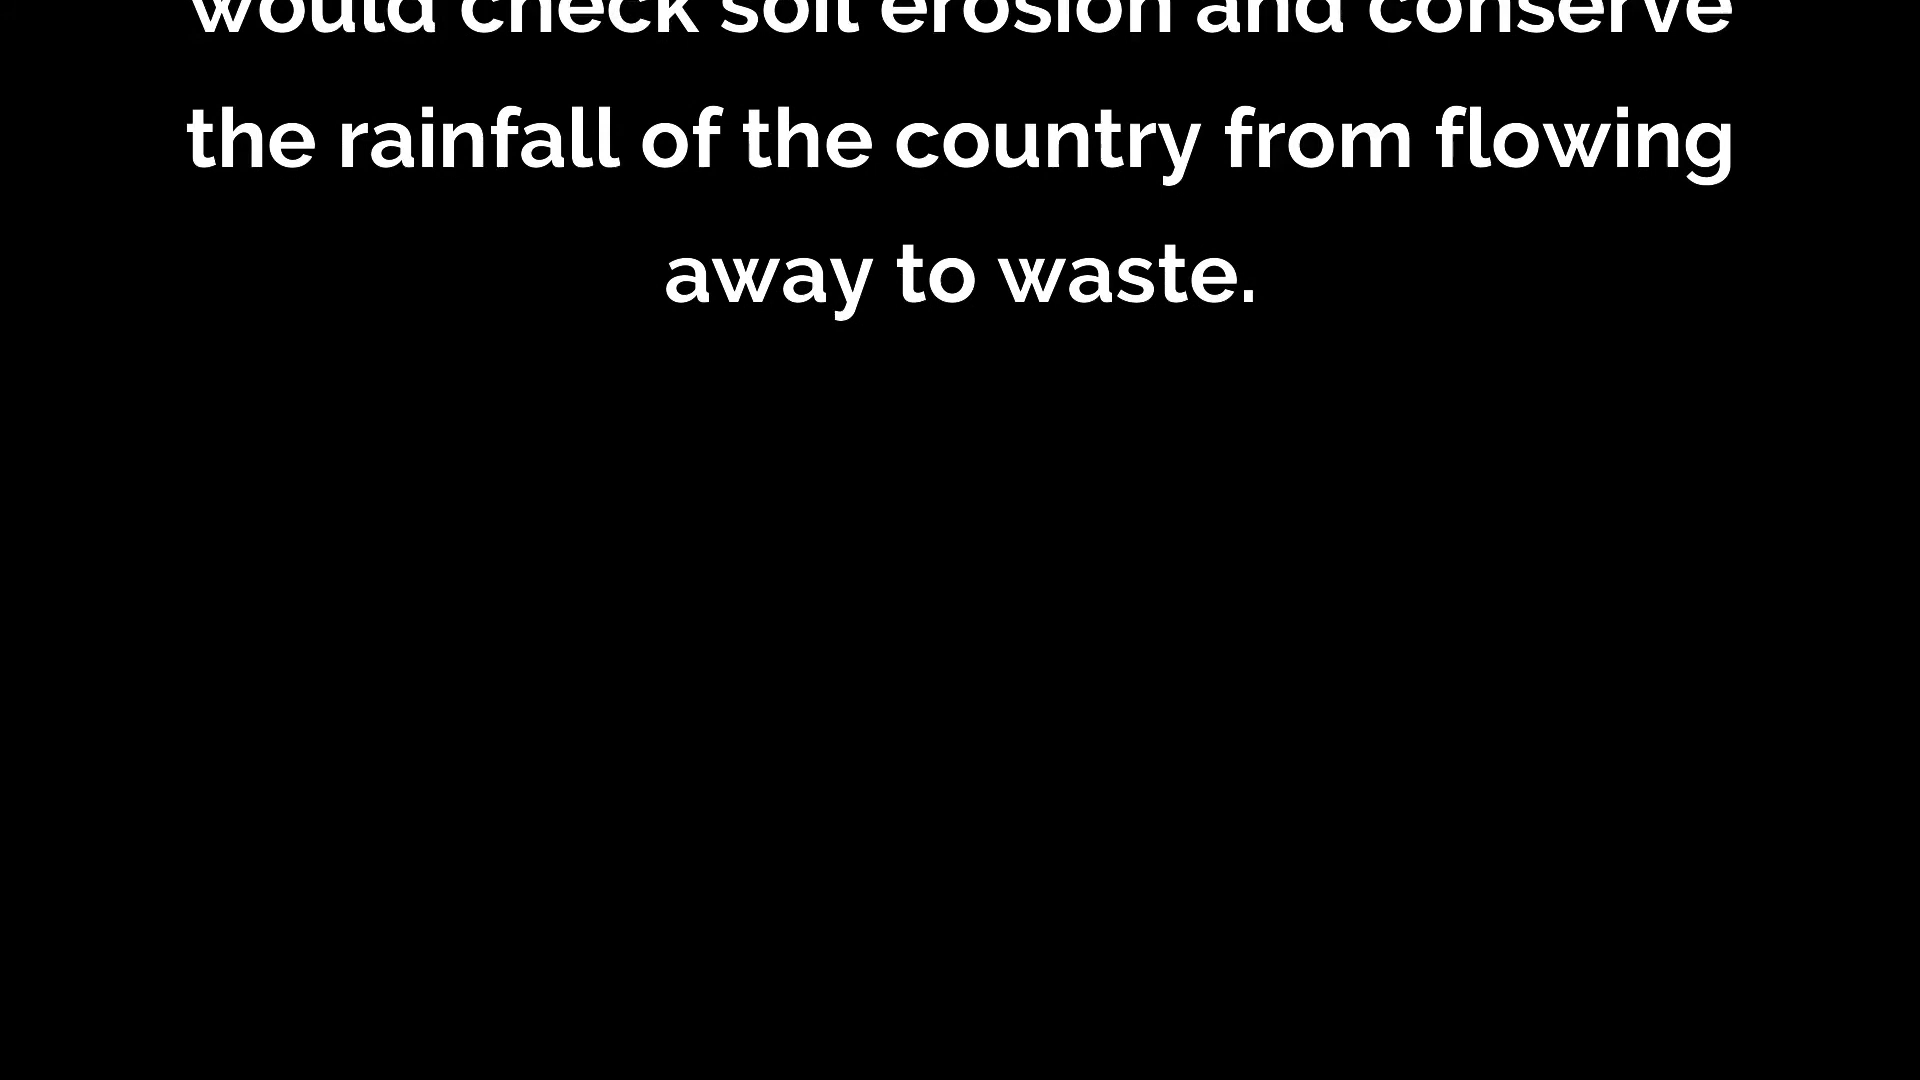 would check soil erosion and conserve
the rainfall of the country from flowing
away to waste.